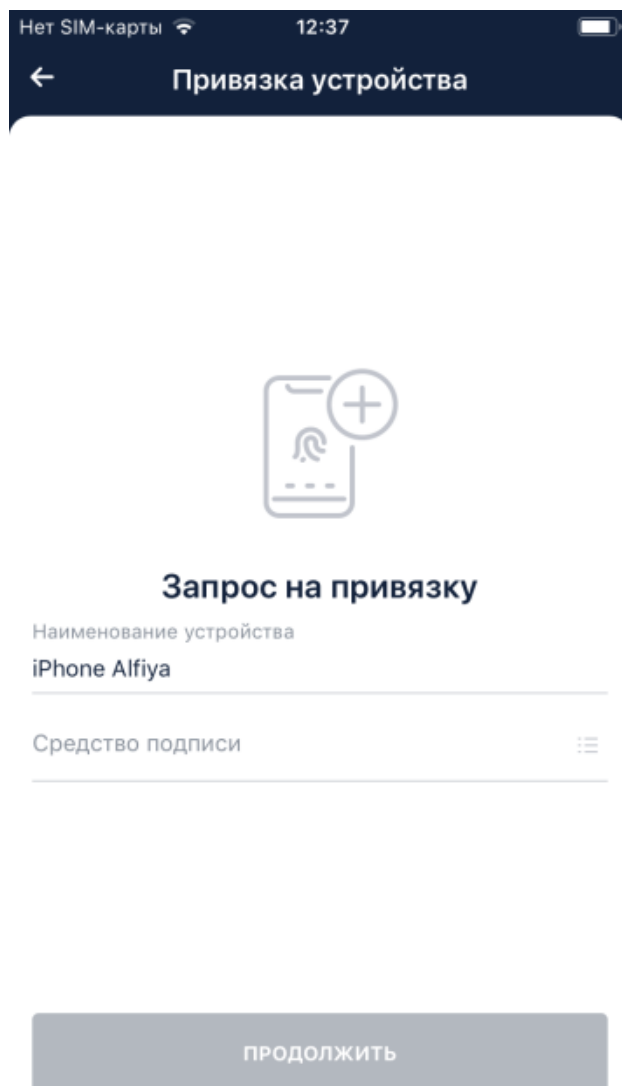 Нет SIM-карты 12:37
Привязка устройства
Запрос на привязку
Наименование устройства
iPhone Alfiya
Средство подписи
ПРОДОЛЖИТЬ